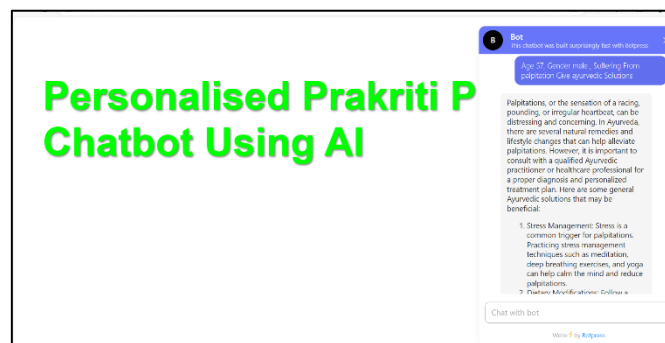 Personalised Prakriti P
Chatbot Using AI
B
Bot
This chatbot was built surprisingly fast with Botpress
Age 57, Gender male , Suffering From
palpitation Give ayurvedic Solutions
Palpitations, or the sensation of a racing,
pounding, or irregular heartbeat, can be
distressing and concerning. In Ayurveda,
there are several natural remedies and
lifestyle changes that can help alleviate
palpitations. However, it is important to
consult with a qualified Ayurvedic
practitioner or healthcare professional for
a proper diagnosis and personalized
treatment plan. Here are some general
Ayurvedic solutions that may be
beneficial:
1. Stress Management: Stress is a
common trigger for palpitations.
Practicing stress management
techniques such as meditation,
deep breathing exercises, and yoga
can help calm the mind and reduce
palpitations.
2. Dietary Modifications: Follow a
Chat with bot
We're ⚡ by Botpress